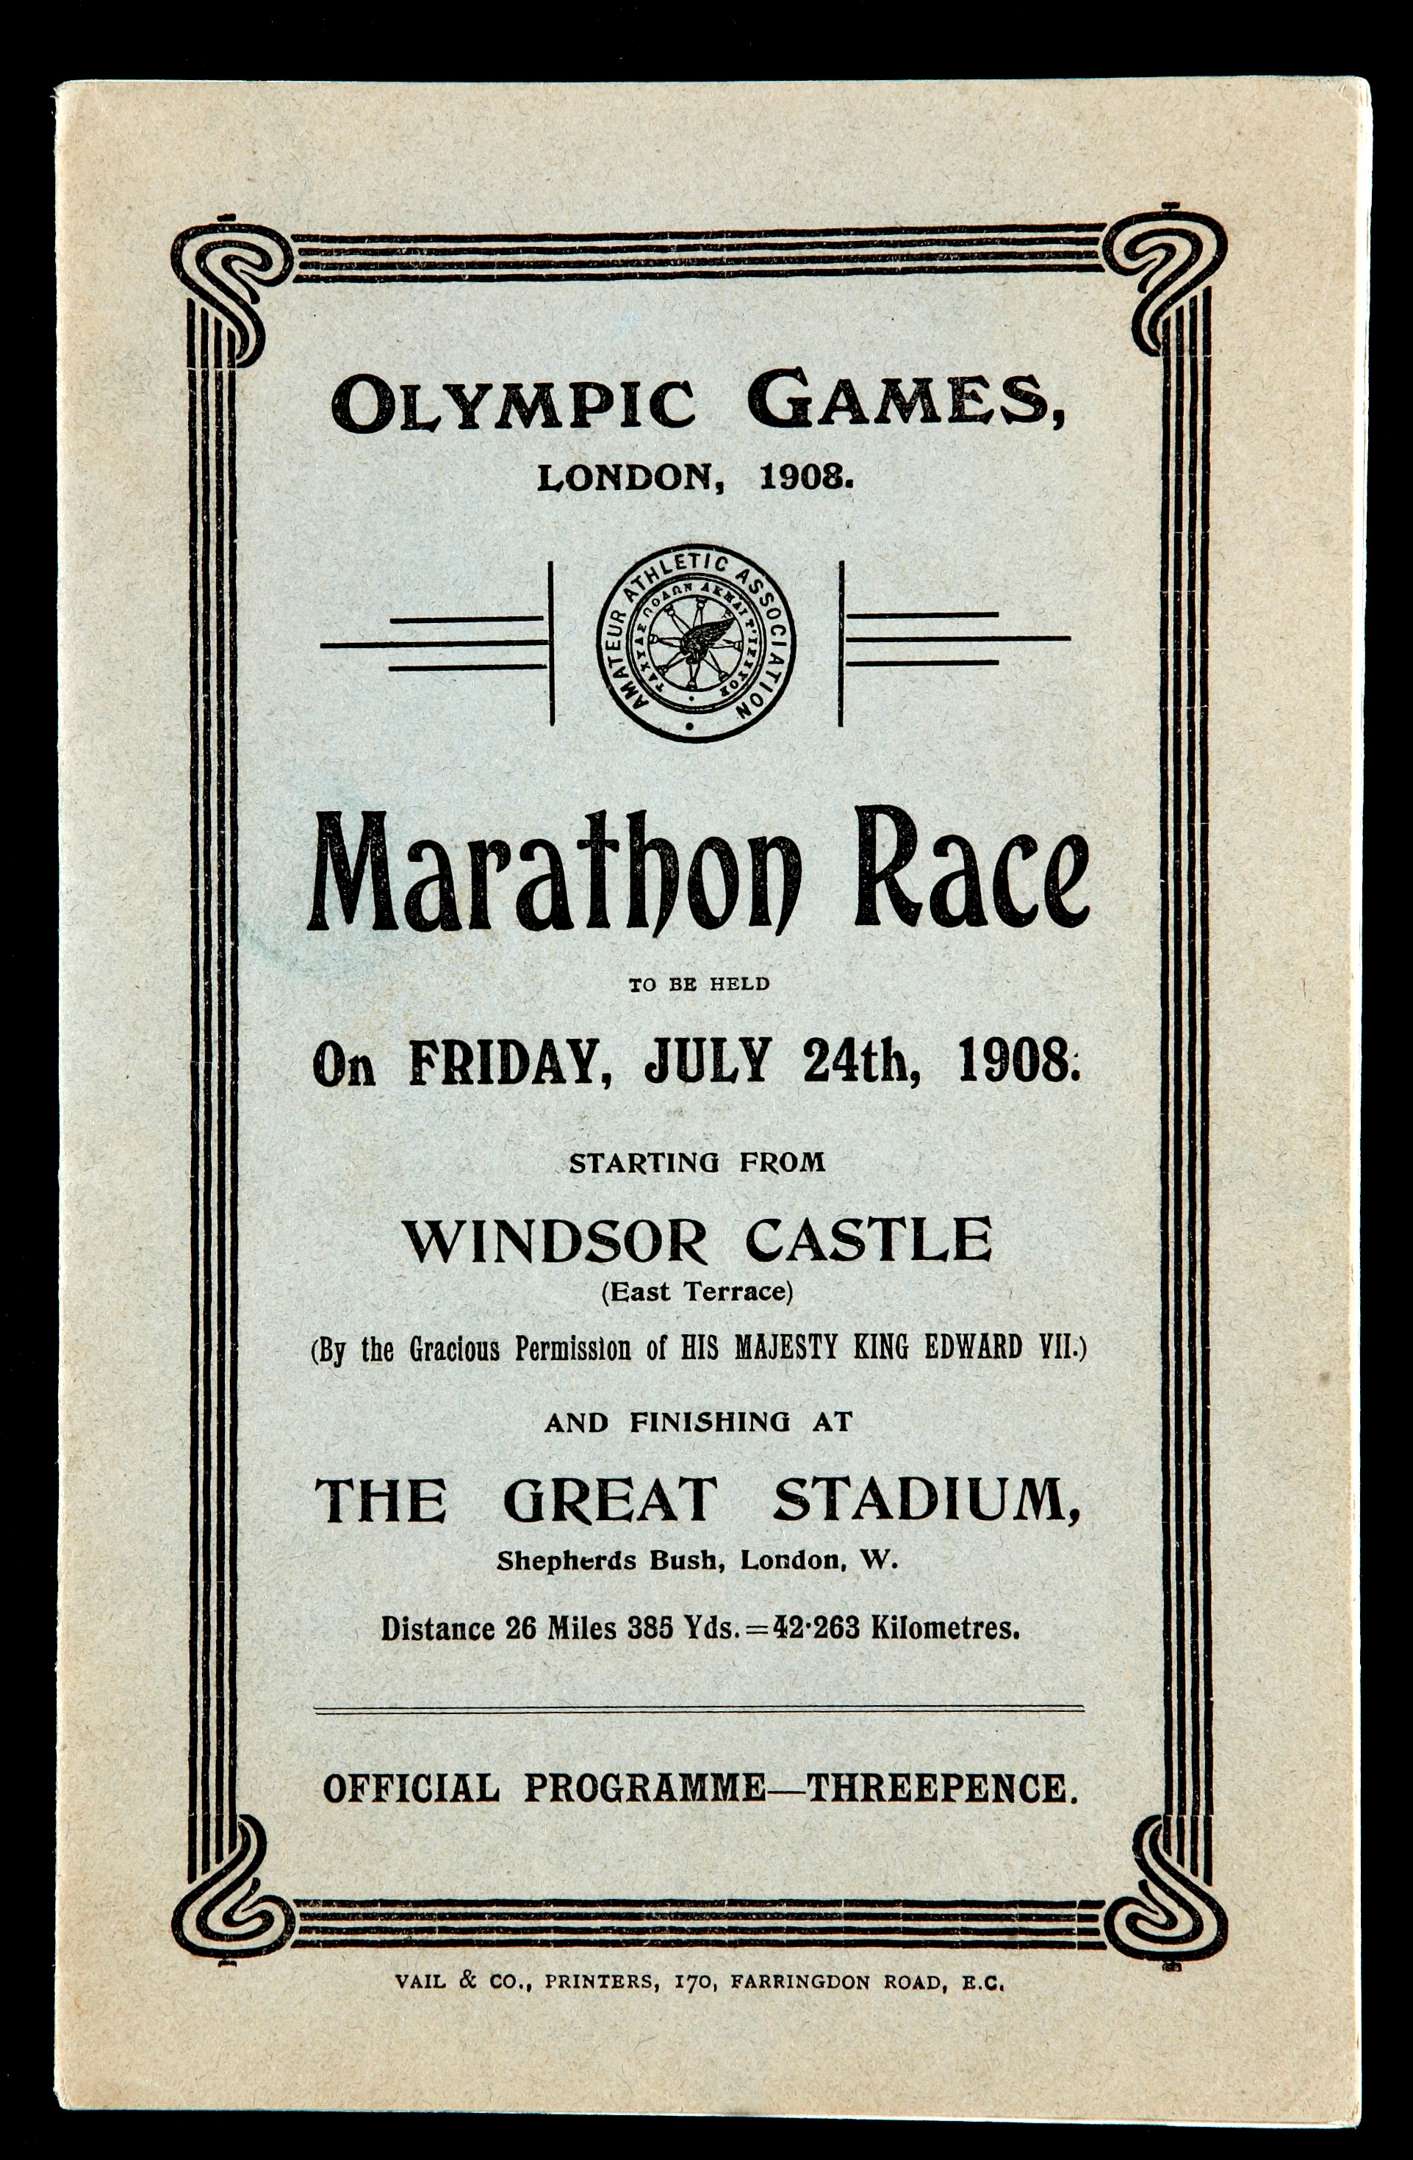 OLYMPIC GAMES,
LONDON, 1908.
AMATEUR ATHLETIC ASSOCIATION
Marathon Race
TO BE HELD
On FRIDAY, JULY 24th, 1908.
STARTING FROM
WINDSOR CASTLE
(East Terrace)
(By the Gracious Permission of HIS MAJESTY KING EDWARD VII.)
AND FINISHING AT
THE GREAT STADIUM,
Shepherds Bush, London, W.
Distance 26 Miles 385 Yds.=42·263 Kilometres.
OFFICIAL PROGRAMME—THREEPENCE.
VAIL & CO., PRINTERS, 170, FARRINGDON ROAD, E.C.